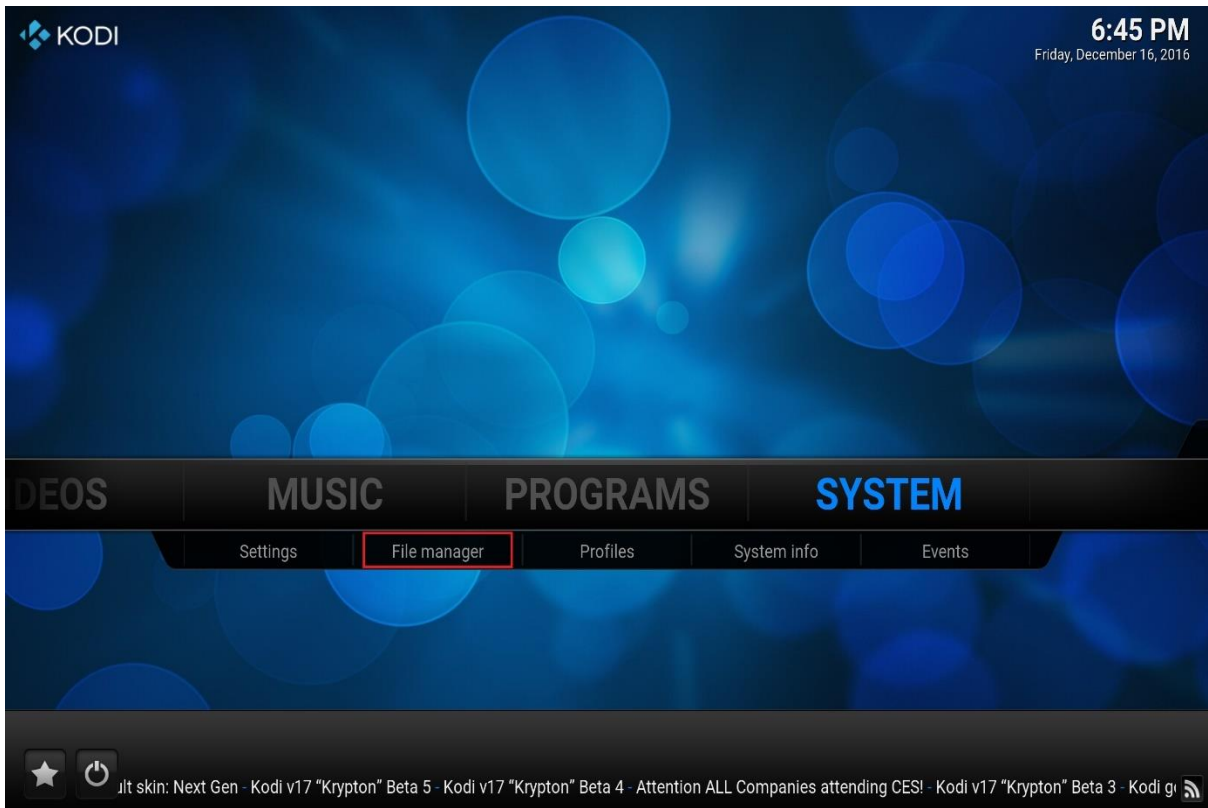 KODI
6:45 PM
Friday, December 16, 2016
IDEOS MUSIC PROGRAMS SYSTEM
Settings File manager Profiles System info Events
ult skin: Next Gen - Kodi v17 “Krypton” Beta 5 - Kodi v17 “Krypton” Beta 4 - Attention ALL Companies attending CES! - Kodi v17 “Krypton” Beta 3 - Kodi